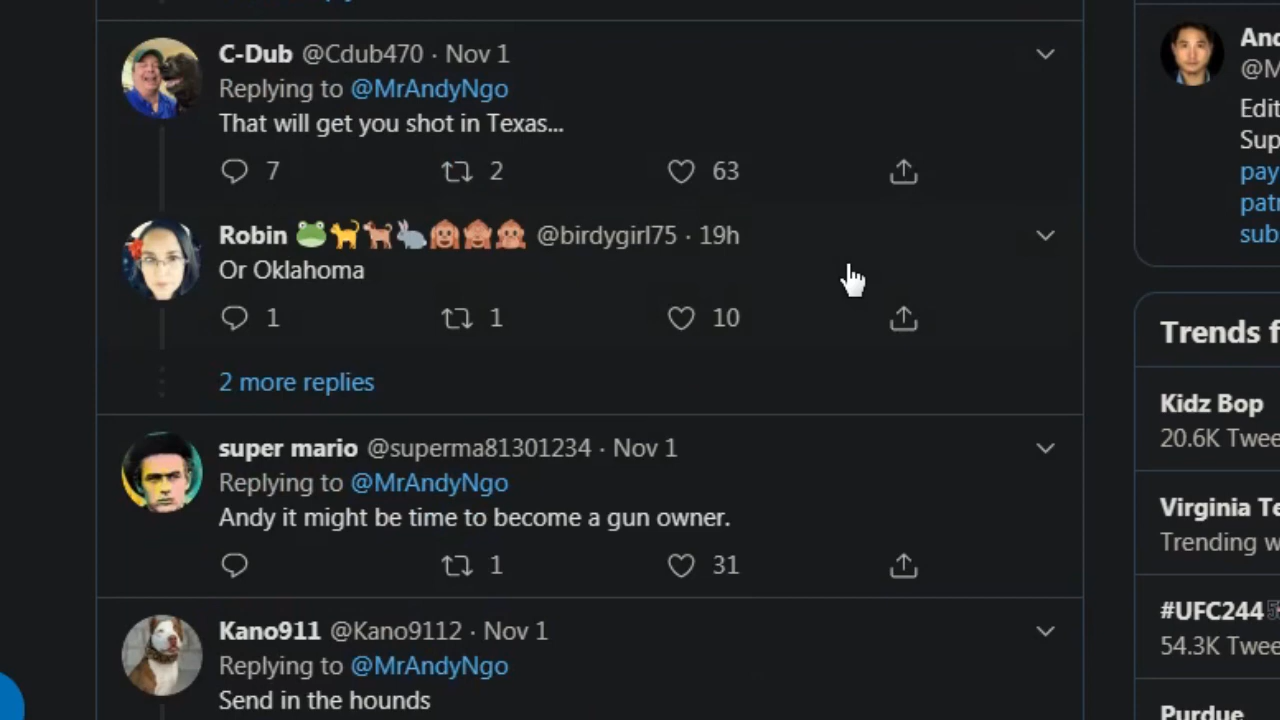 C-Dub @Cdub470 · Nov 1
Replying to @MrAndyNgo
That will get you shot in Texas...
7 2 63
Robin 🐸🐈🐕🐇🙉🙈🙊 @birdygirl75 · 19h
Or Oklahoma
1 1 10
2 more replies
super mario @superma81301234 · Nov 1
Replying to @MrAndyNgo
Andy it might be time to become a gun owner.
1 31
Kano911 @Kano9112 · Nov 1
Replying to @MrAndyNgo
Send in the hounds
And
@M
Edit
Sup
pay
patr
sub
Trends f
Kidz Bop
20.6K Twee
Virginia Te
Trending w
#UFC244
54.3K Twee
Purdue